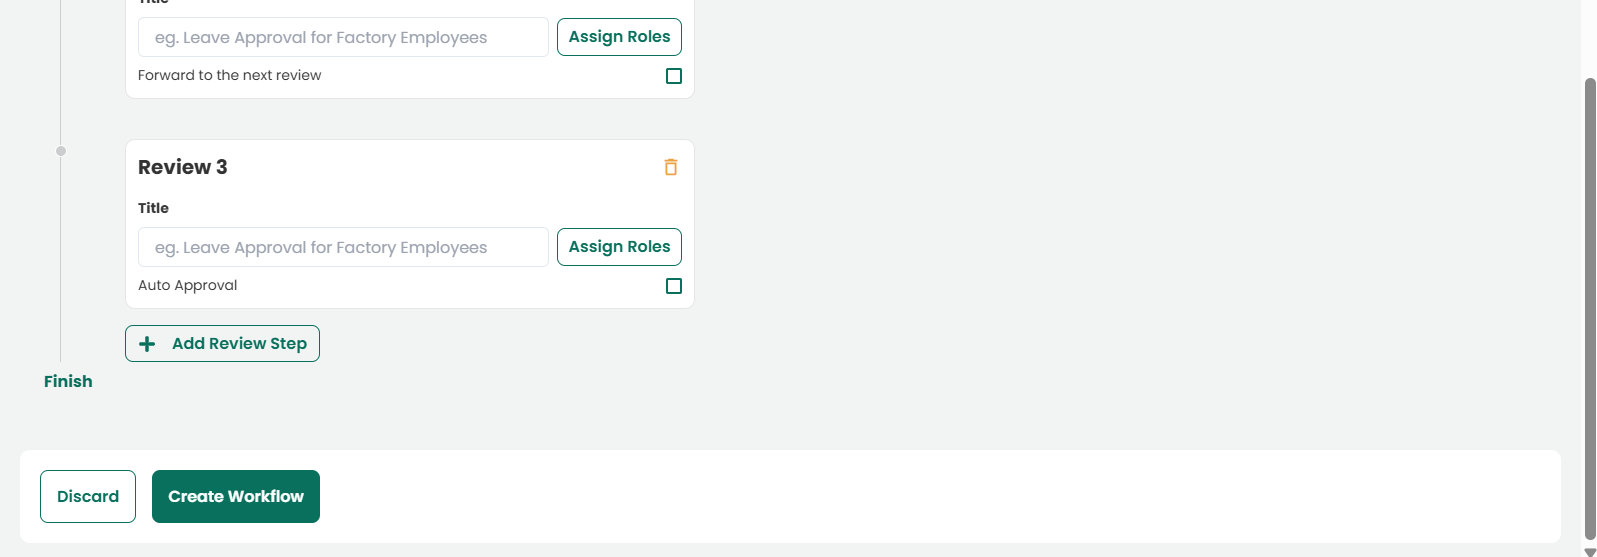 Title
eg. Leave Approval for Factory Employees
Assign Roles
Forward to the next review
Review 3
Title
eg. Leave Approval for Factory Employees
Assign Roles
Auto Approval
Add Review Step
Finish
Discard
Create Workflow